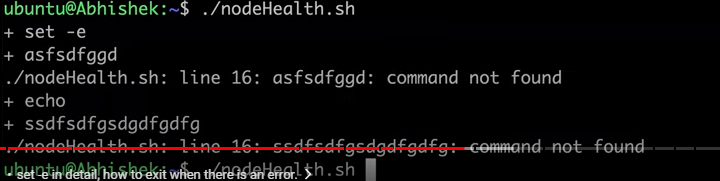 ubuntu@Abhishek:~$ ./nodeHealth.sh
+ set -e
+ asfsdfggd
./nodeHealth.sh: line 16: asfsdfggd: command not found
+ echo
+ ssdfsdfgsdgdfgdfg
./nodeHealth.sh: line 16: ssdfsdfgsdgdfgdfg: command not found
ubuntu@Abhishek:~$ ./nodeHealth.sh
• set -e in detail, how to exit when there is an error. >